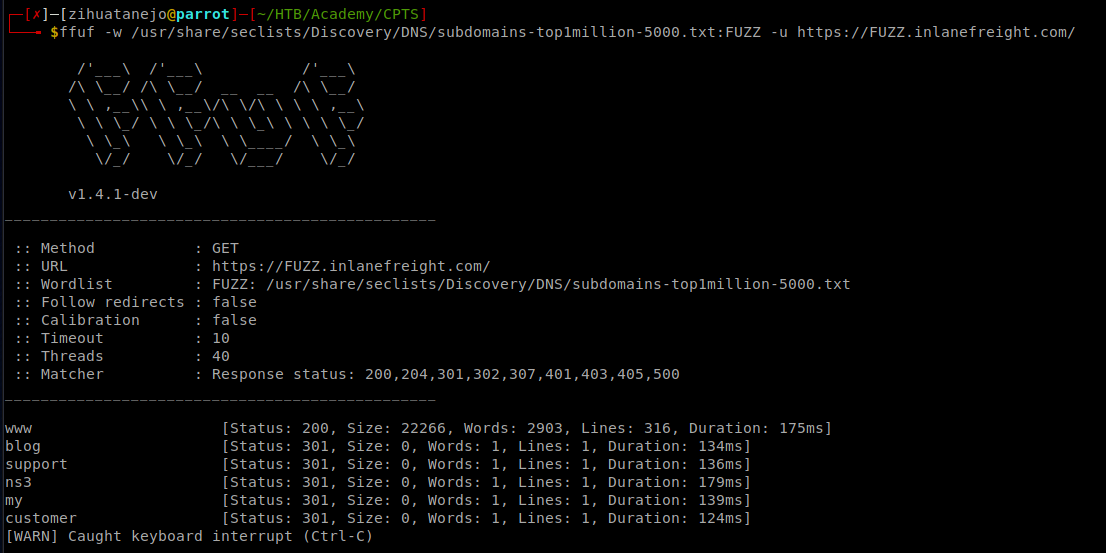 ┌─[✗]─[zihuatanejo@parrot]─[~/HTB/Academy/CPTS]
└──╼ $ffuf -w /usr/share/seclists/Discovery/DNS/subdomains-top1million-5000.txt:FUZZ -u https://FUZZ.inlanefreight.com/
        /'___\  /'___\           /'___\
       /\ \__/ /\ \__/  __  __  /\ \__/
       \ \ ,__\\ \ ,__\/\ \/\ \ \ \ ,__\
        \ \ \_/ \ \ \_/\ \ \_\ \ \ \ \_/
         \ \_\   \ \_\  \ \____/  \ \_\
          \/_/    \/_/   \/___/    \/_/
       v1.4.1-dev
________________________________________________
 :: Method           : GET
 :: URL              : https://FUZZ.inlanefreight.com/
 :: Wordlist         : FUZZ: /usr/share/seclists/Discovery/DNS/subdomains-top1million-5000.txt
 :: Follow redirects : false
 :: Calibration      : false
 :: Timeout          : 10
 :: Threads          : 40
 :: Matcher          : Response status: 200,204,301,302,307,401,403,405,500
________________________________________________
www                     [Status: 200, Size: 22266, Words: 2903, Lines: 316, Duration: 175ms]
blog                    [Status: 301, Size: 0, Words: 1, Lines: 1, Duration: 134ms]
support                 [Status: 301, Size: 0, Words: 1, Lines: 1, Duration: 136ms]
ns3                     [Status: 301, Size: 0, Words: 1, Lines: 1, Duration: 179ms]
my                      [Status: 301, Size: 0, Words: 1, Lines: 1, Duration: 139ms]
customer                [Status: 301, Size: 0, Words: 1, Lines: 1, Duration: 124ms]
[WARN] Caught keyboard interrupt (Ctrl-C)